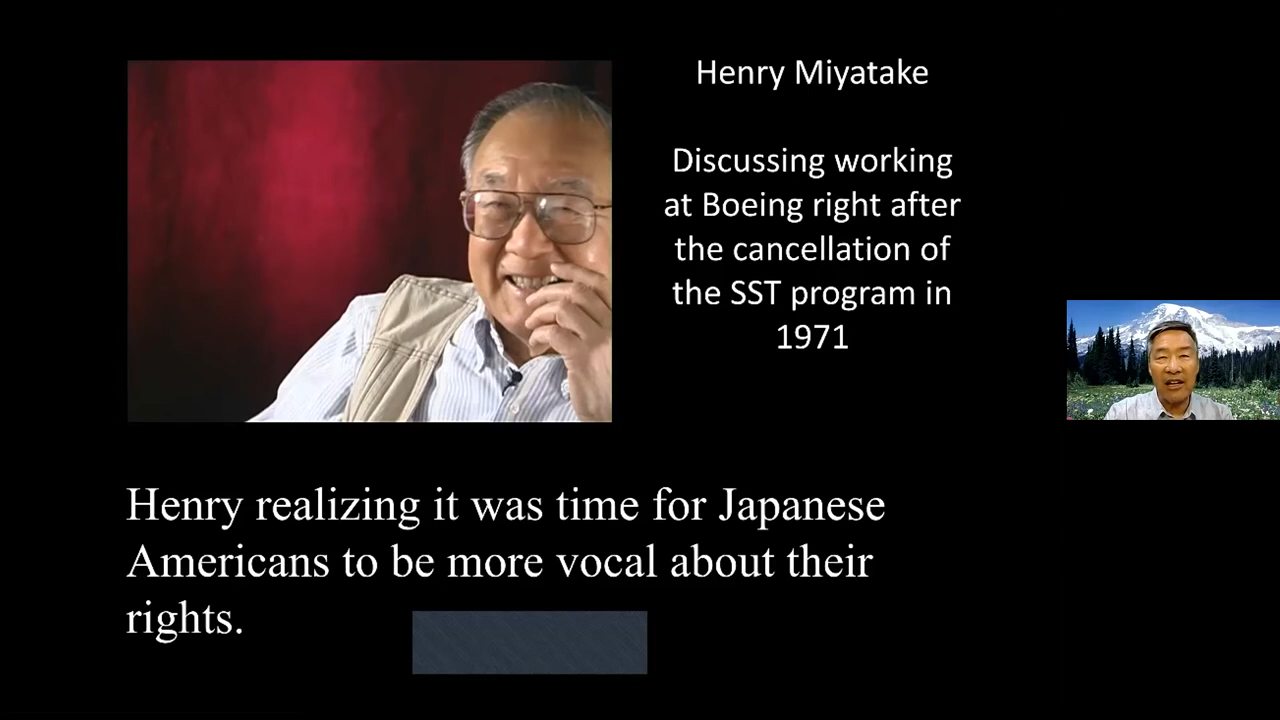 Henry Miyatake
Discussing working
at Boeing right after
the cancellation of
the SST program in
1971
Henry realizing it was time for Japanese
Americans to be more vocal about their
rights.